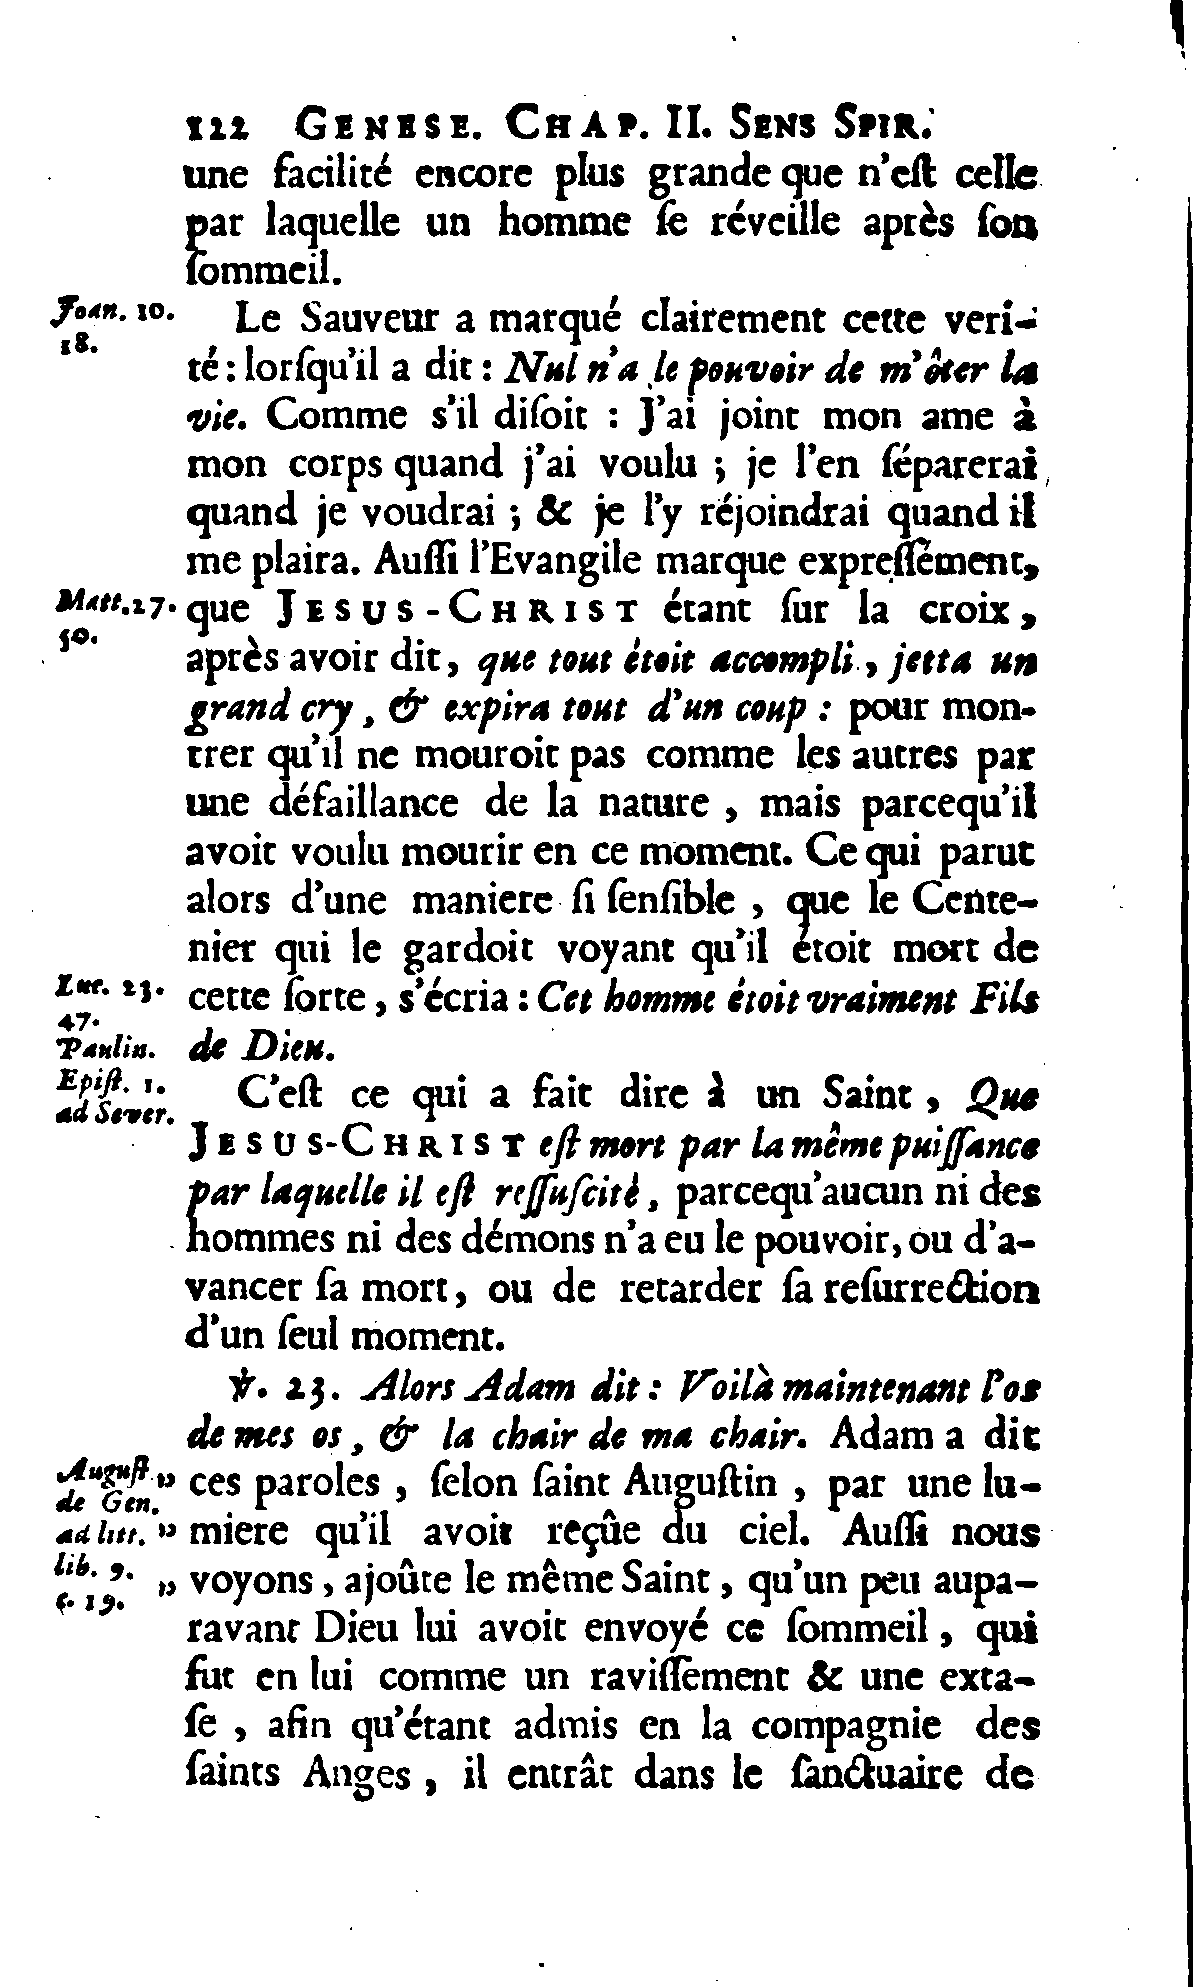 122 GENESE. CHAP. II. SENS SPIR.
une facilité encore plus grande que n'eſt celle
par laquelle un homme ſe réveille après ſon
ſommeil.
Joan. 10.
18.
Le Sauveur a marqué clairement cette veri-
té : lorſqu'il a dit : Nul n'a le pouvoir de m'ôter la
vie. Comme s'il diſoit : J'ai joint mon ame à
mon corps quand j'ai voulu ; je l'en ſéparerai
quand je voudrai ; & je l'y réjoindrai quand il
me plaira. Auſſi l'Evangile marque expreſſément,
Matt. 27.
50.
que JESUS-CHRIST étant ſur la croix,
après avoir dit, que tout étoit accompli, jetta un
grand cry, & expira tout d'un coup : pour mon-
trer qu'il ne mouroit pas comme les autres par
une défaillance de la nature , mais parcequ'il
avoit voulu mourir en ce moment. Ce qui parut
alors d'une maniere ſi ſenſible , que le Cente-
nier qui le gardoit voyant qu'il étoit mort de
Luc. 23.
47.
cette ſorte, s'écria : Cet homme étoit vraiment Fils
de Dieu.
Paulin.
Epiſt. 1.
ad Sever.
C'eſt ce qui a fait dire à un Saint , Que
JESUS-CHRIST eſt mort par la même puiſſance
par laquelle il eſt reſſuſcité, parcequ'aucun ni des
hommes ni des démons n'a eu le pouvoir, ou d'a-
vancer ſa mort, ou de retarder ſa reſurrection
d'un ſeul moment.
℣. 23. Alors Adam dit : Voilà maintenant l'os
de mes os, & la chair de ma chair. Adam a dit
Auguſt.
de Gen.
ad litt.
lib. 9.
c. 19.
„ ces paroles , ſelon ſaint Auguſtin , par une lu-
„ miere qu'il avoit reçûe du ciel. Auſſi nous
„ voyons, ajoûte le même Saint, qu'un peu aupa-
ravant Dieu lui avoit envoyé ce ſommeil, qui
fut en lui comme un raviſſement & une exta-
ſe , afin qu'étant admis en la compagnie des
ſaints Anges , il entrât dans le ſanctuaire de